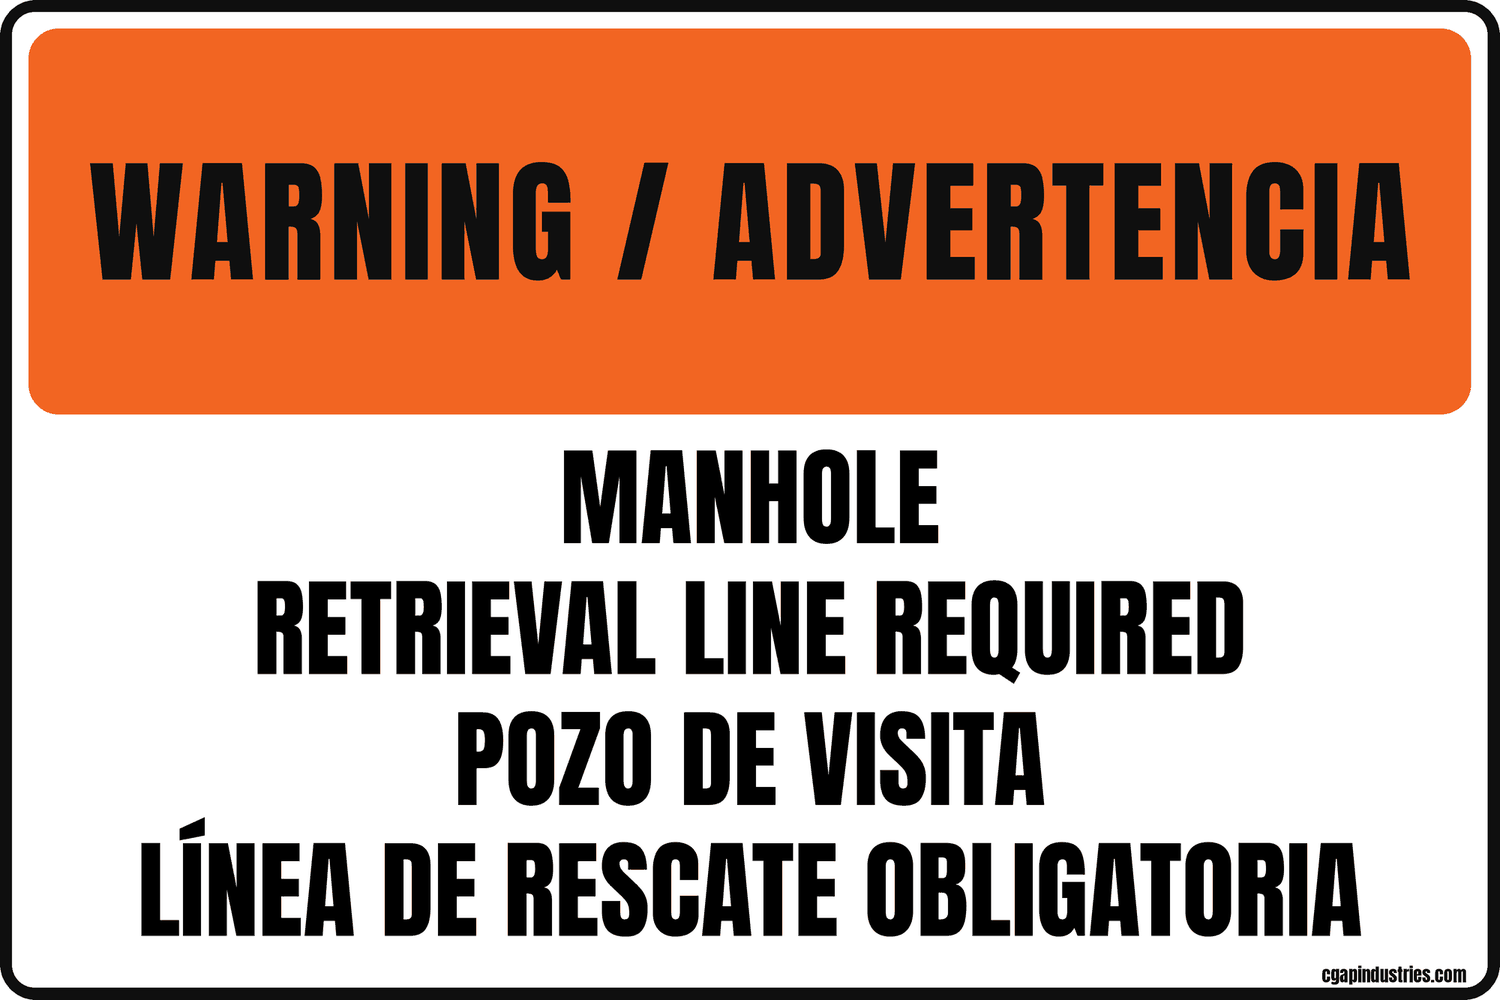 WARNING / ADVERTENCIA
MANHOLE
RETRIEVAL LINE REQUIRED
POZO DE VISITA
LÍNEA DE RESCATE OBLIGATORIA
cgapindustries.com